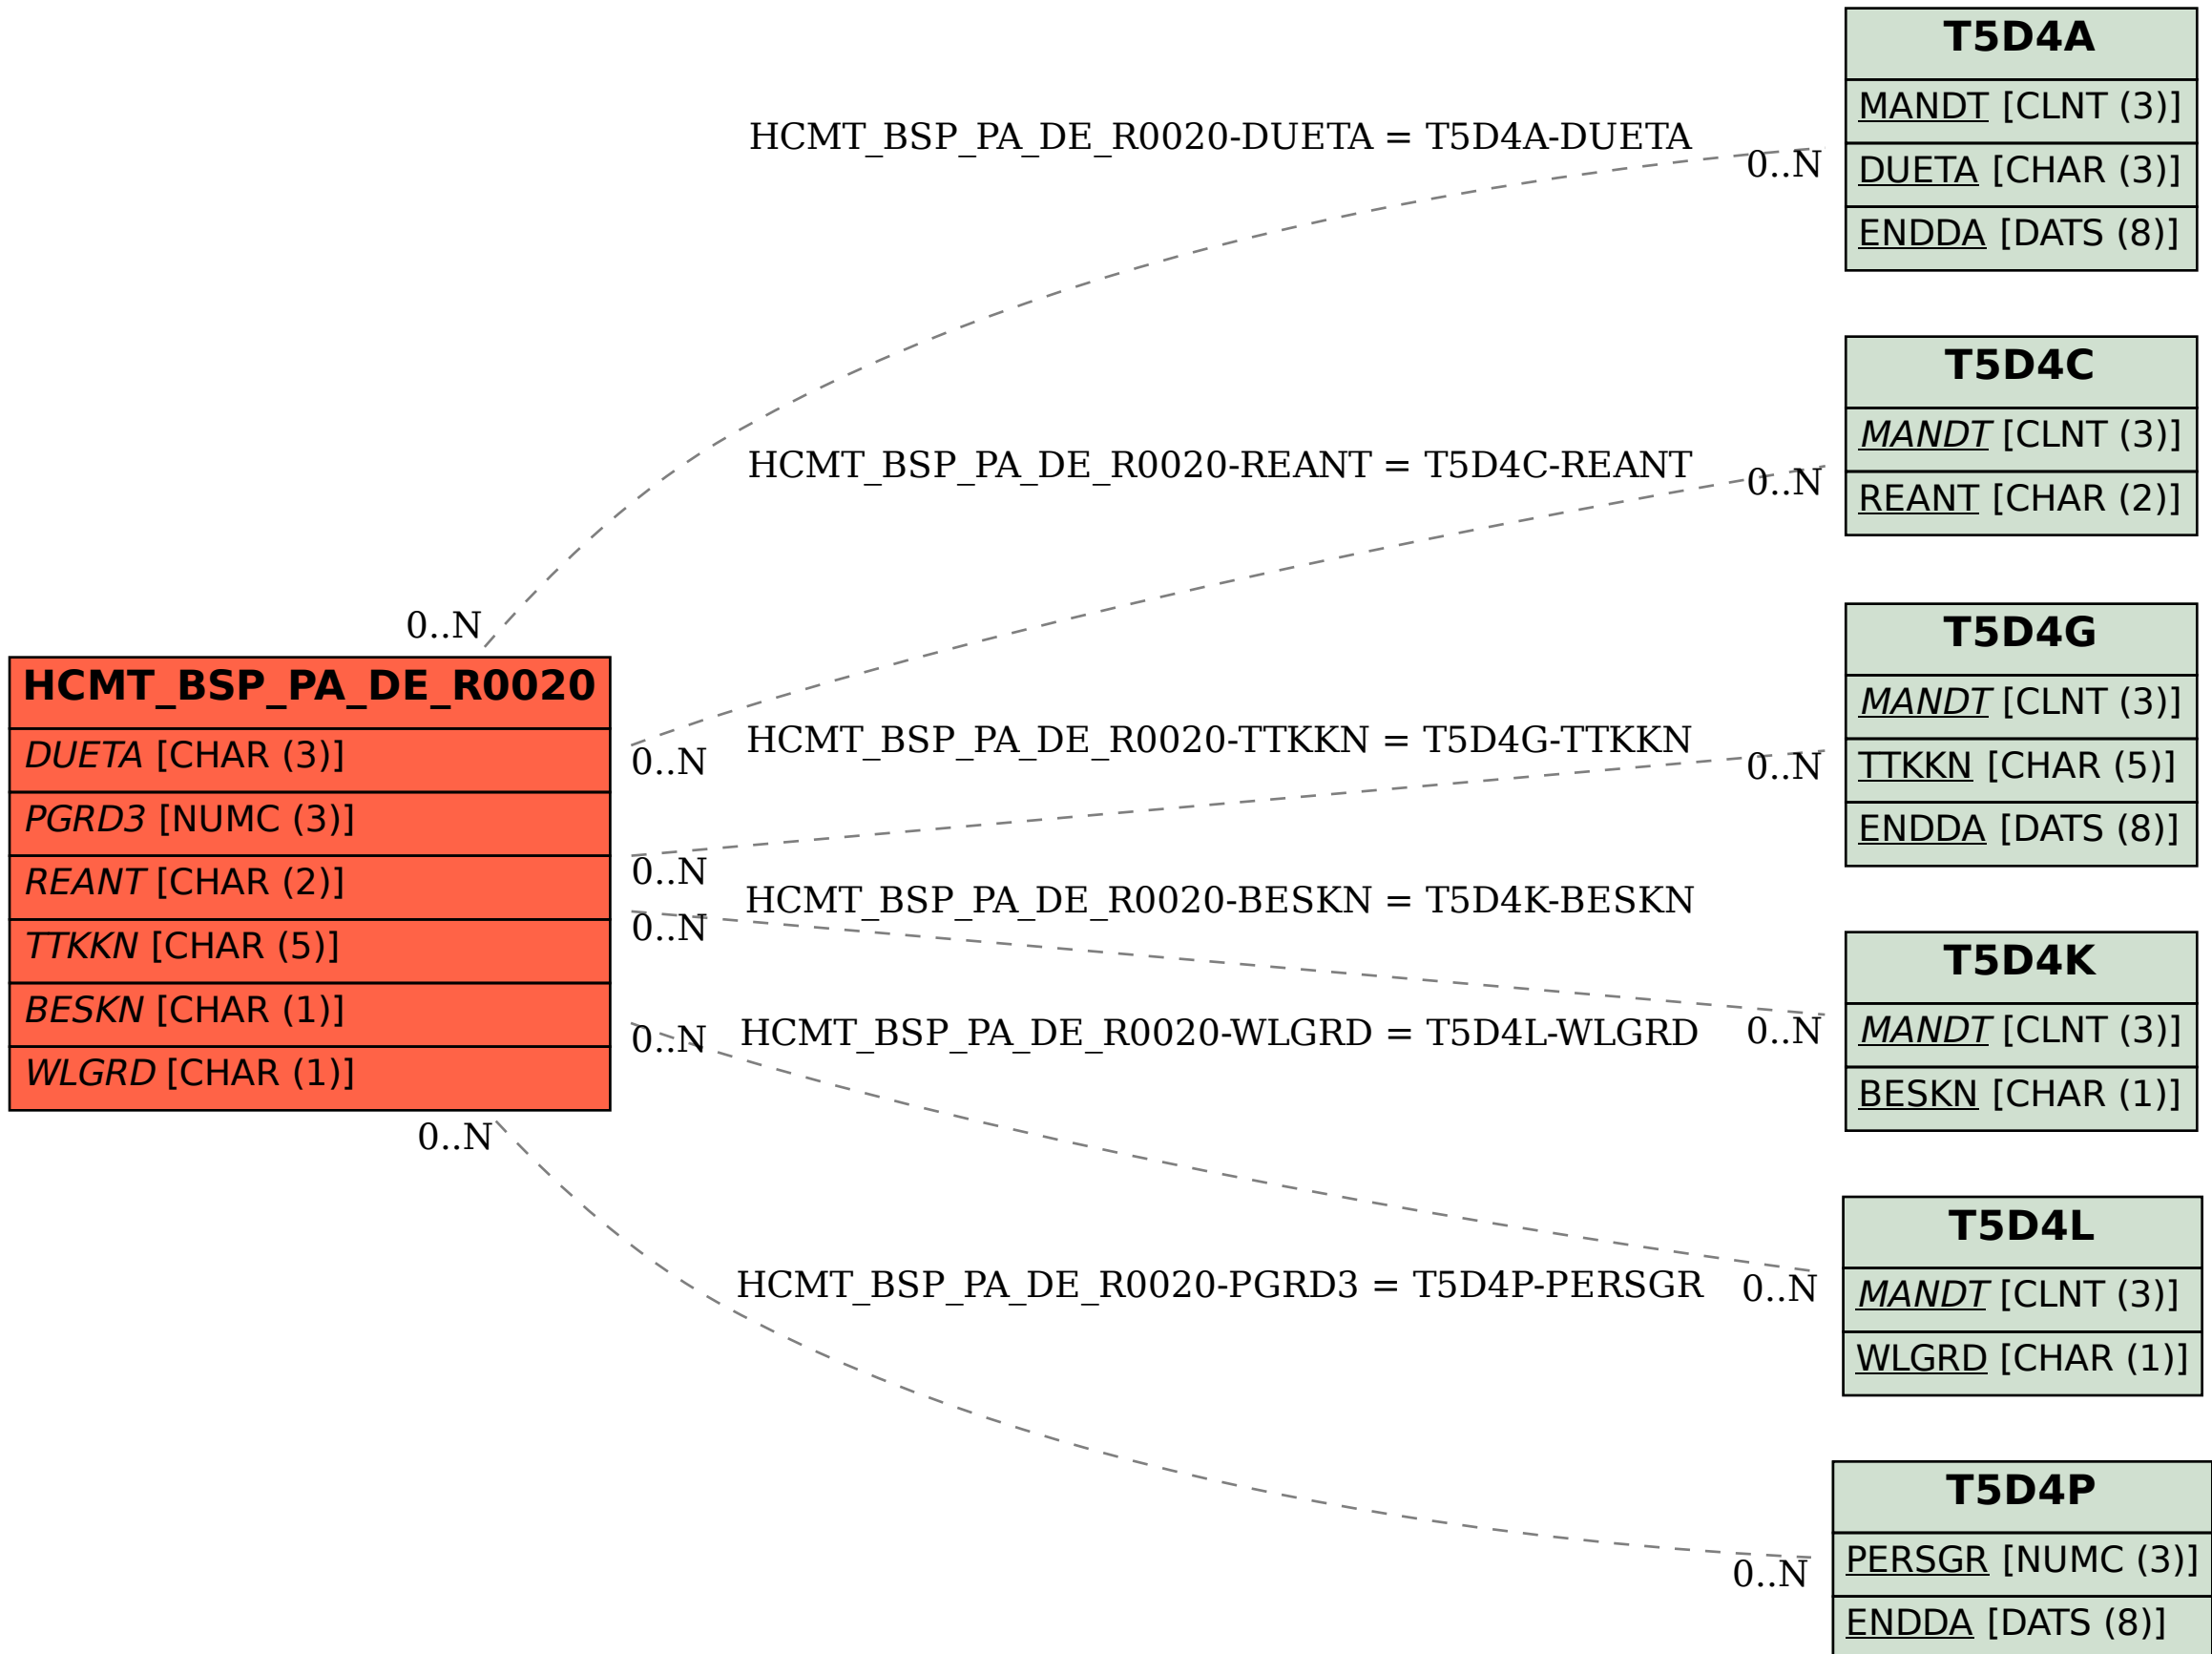 T5D4A
MANDT [CLNT (3)]
DUETA [CHAR (3)]
ENDDA [DATS (8)]
HCMT_BSP_PA_DE_R0020-DUETA = T5D4A-DUETA
0..N
0..N
T5D4C
MANDT [CLNT (3)]
REANT [CHAR (2)]
HCMT_BSP_PA_DE_R0020-REANT = T5D4C-REANT
0..N
0..N
HCMT_BSP_PA_DE_R0020
DUETA [CHAR (3)]
PGRD3 [NUMC (3)]
REANT [CHAR (2)]
TTKKN [CHAR (5)]
BESKN [CHAR (1)]
WLGRD [CHAR (1)]
T5D4G
MANDT [CLNT (3)]
TTKKN [CHAR (5)]
ENDDA [DATS (8)]
HCMT_BSP_PA_DE_R0020-TTKKN = T5D4G-TTKKN
0..N
0..N
HCMT_BSP_PA_DE_R0020-BESKN = T5D4K-BESKN
0..N
0..N
T5D4K
MANDT [CLNT (3)]
BESKN [CHAR (1)]
HCMT_BSP_PA_DE_R0020-WLGRD = T5D4L-WLGRD
0..N
0..N
T5D4L
MANDT [CLNT (3)]
WLGRD [CHAR (1)]
HCMT_BSP_PA_DE_R0020-PGRD3 = T5D4P-PERSGR
0..N
0..N
T5D4P
PERSGR [NUMC (3)]
ENDDA [DATS (8)]